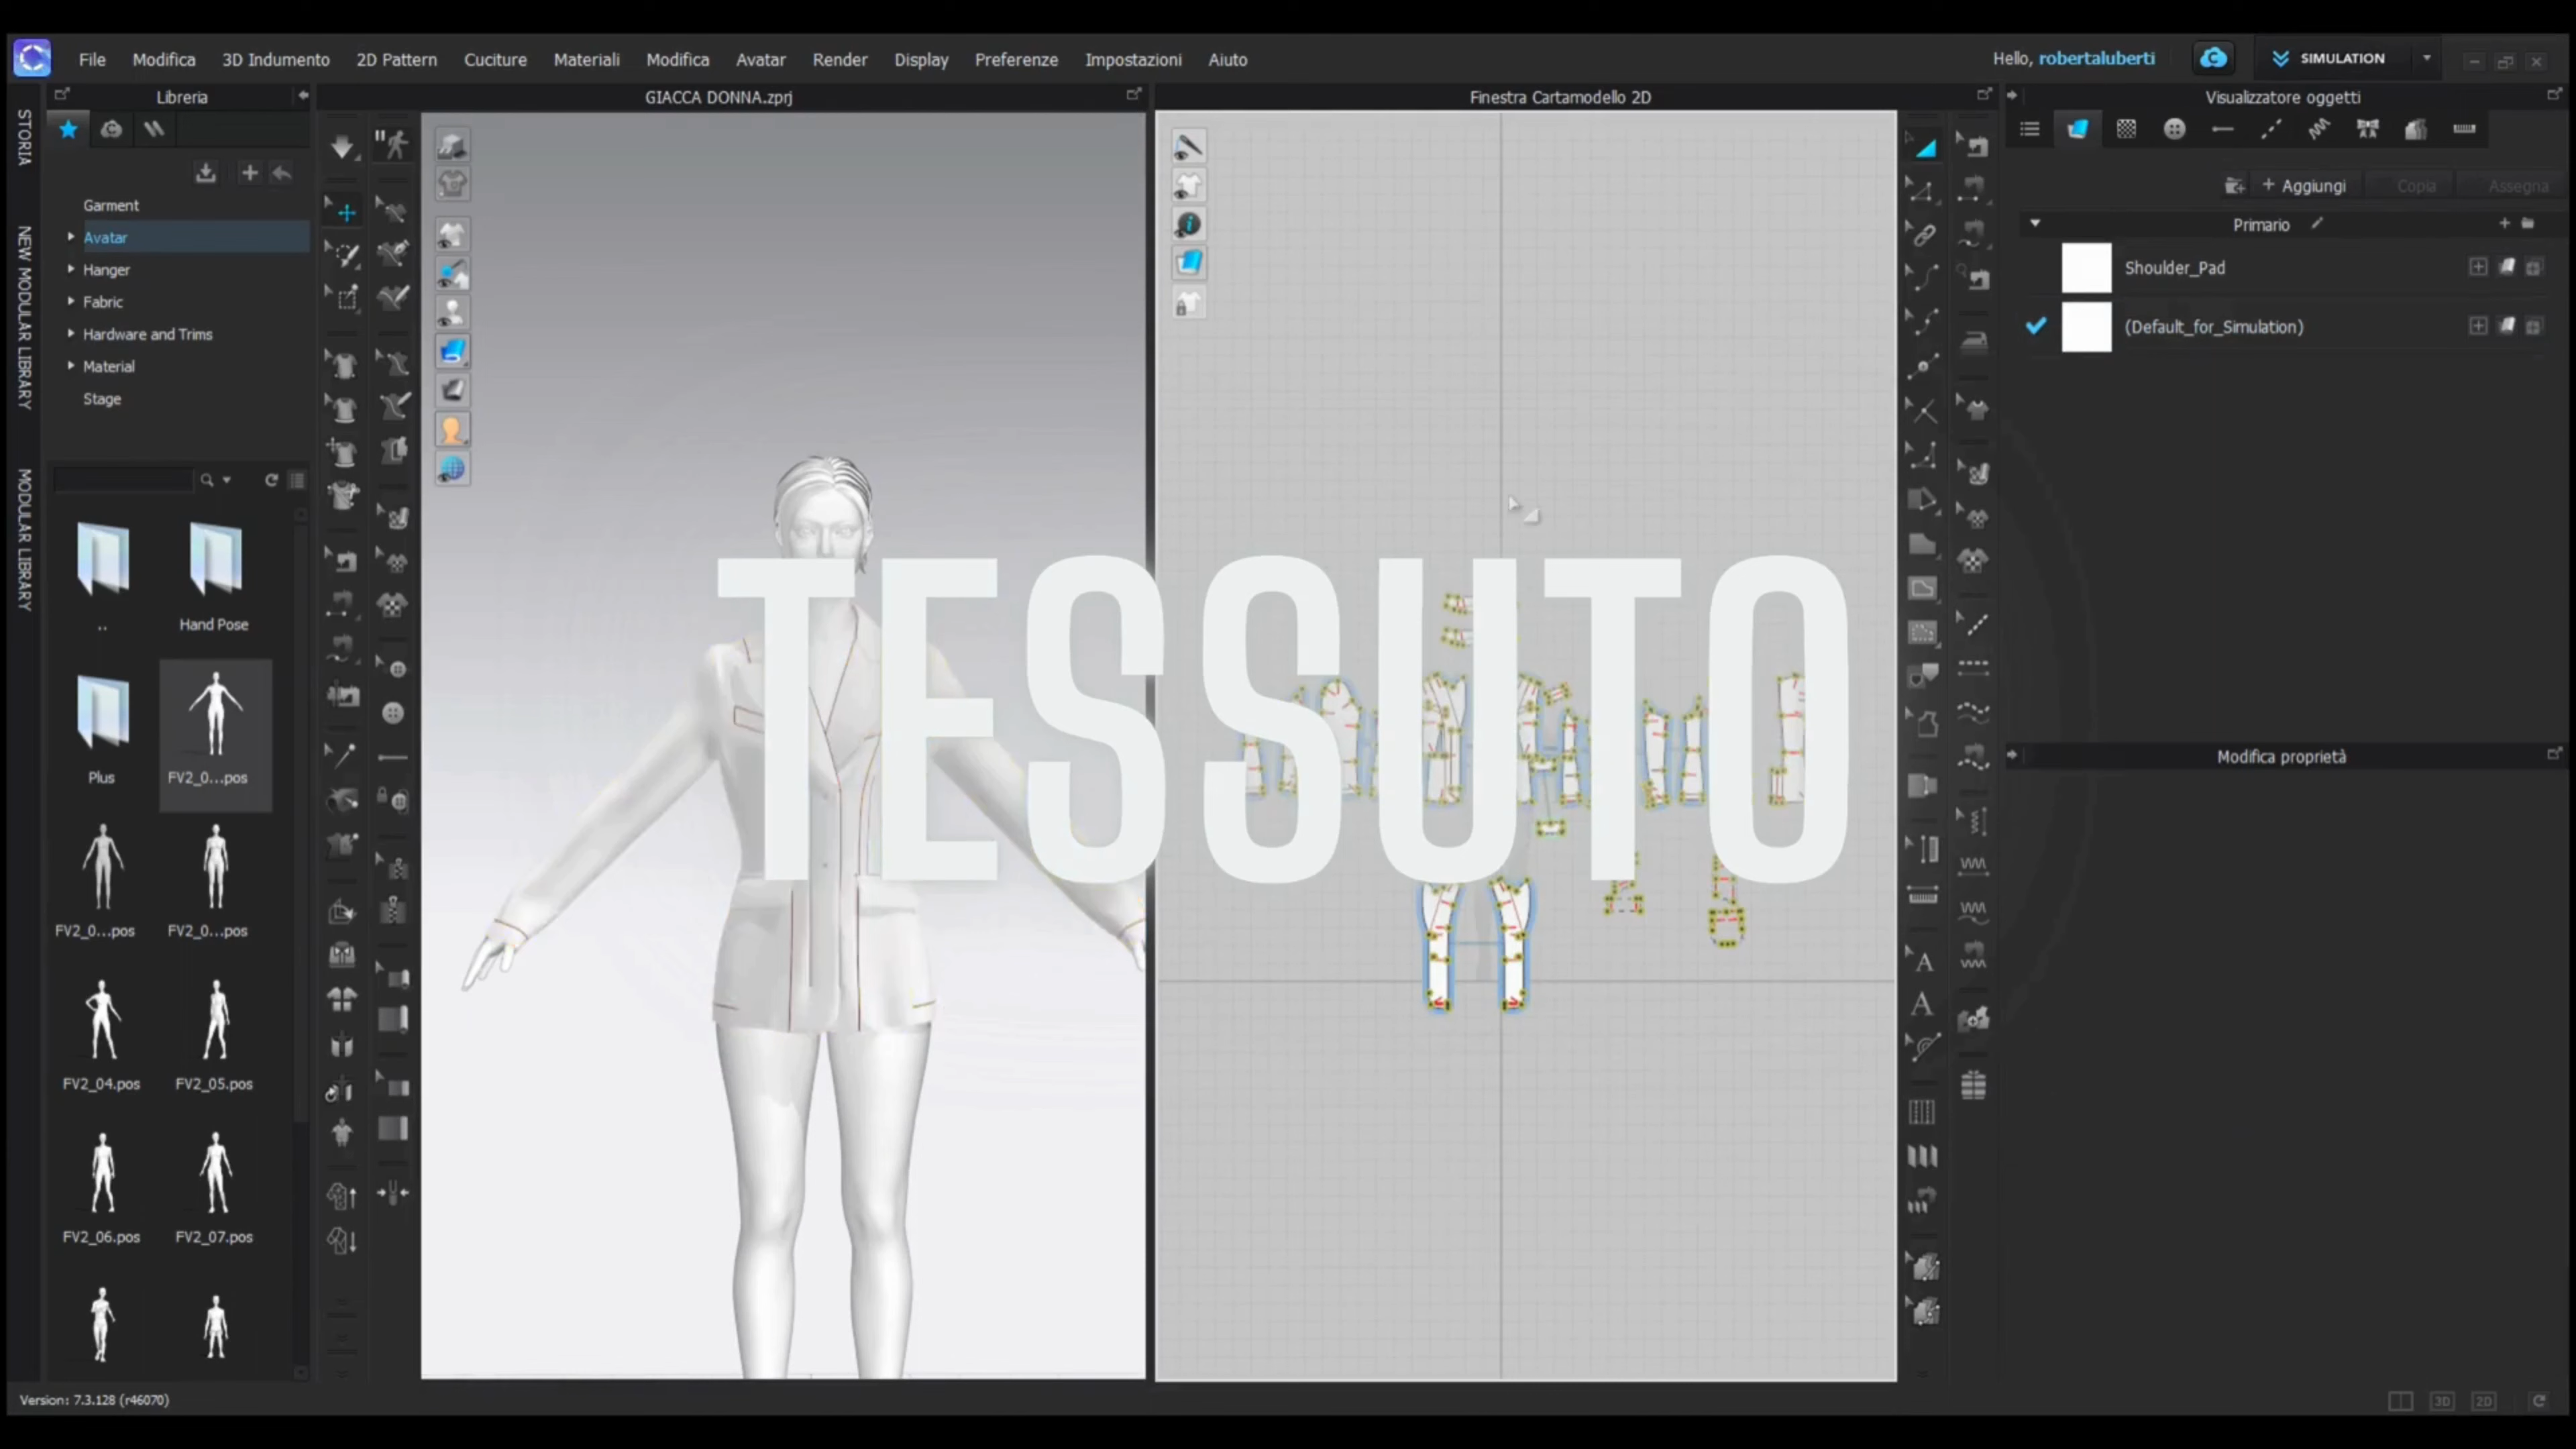 File Modifica 3D Indumento 2D Pattern Cuciture Materiali Modifica Avatar Render Display Preferenze Impostazioni Aiuto
Hello, robertaluberti
SIMULATION
Libreria
GIACCA DONNA.zprj
Finestra Cartamodello 2D
Visualizzatore oggetti
STORIA
NEW MODULAR LIBRARY
MODULAR LIBRARY
Garment
Avatar
Hanger
Fabric
Hardware and Trims
Material
Stage
+ Aggiungi Copia Assegna
Primario
Shoulder_Pad
(Default_for_Simulation)
..
Hand Pose
Plus
FV2_0...pos
FV2_0...pos
FV2_0...pos
FV2_04.pos
FV2_05.pos
FV2_06.pos
FV2_07.pos
TESSUTO
Modifica proprietà
Version: 7.3.128 (r46070)
3D
2D